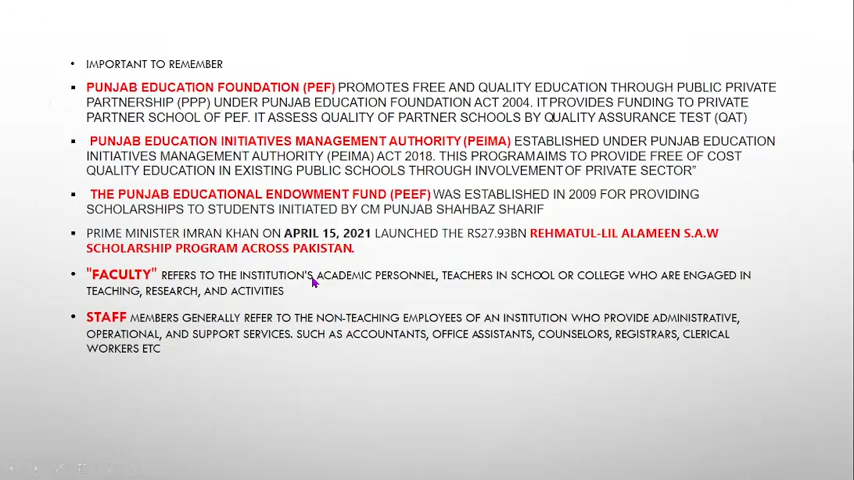 • IMPORTANT TO REMEMBER
▪ PUNJAB EDUCATION FOUNDATION (PEF) PROMOTES FREE AND QUALITY EDUCATION THROUGH PUBLIC PRIVATE
PARTNERSHIP (PPP) UNDER PUNJAB EDUCATION FOUNDATION ACT 2004. IT PROVIDES FUNDING TO PRIVATE
PARTNER SCHOOL OF PEF. IT ASSESS QUALITY OF PARTNER SCHOOLS BY QUALITY ASSURANCE TEST (QAT)
▪ PUNJAB EDUCATION INITIATIVES MANAGEMENT AUTHORITY (PEIMA) ESTABLISHED UNDER PUNJAB EDUCATION
INITIATIVES MANAGEMENT AUTHORITY (PEIMA) ACT 2018. THIS PROGRAM AIMS TO PROVIDE FREE OF COST
QUALITY EDUCATION IN EXISTING PUBLIC SCHOOLS THROUGH INVOLVEMENT OF PRIVATE SECTOR”
▪ THE PUNJAB EDUCATIONAL ENDOWMENT FUND (PEEF) WAS ESTABLISHED IN 2009 FOR PROVIDING
SCHOLARSHIPS TO STUDENTS INITIATED BY CM PUNJAB SHAHBAZ SHARIF
▪ PRIME MINISTER IMRAN KHAN ON APRIL 15, 2021 LAUNCHED THE RS27.93BN REHMATUL-LIL ALAMEEN S.A.W
SCHOLARSHIP PROGRAM ACROSS PAKISTAN.
• "FACULTY" REFERS TO THE INSTITUTION'S ACADEMIC PERSONNEL, TEACHERS IN SCHOOL OR COLLEGE WHO ARE ENGAGED IN
TEACHING, RESEARCH, AND ACTIVITIES
• STAFF MEMBERS GENERALLY REFER TO THE NON-TEACHING EMPLOYEES OF AN INSTITUTION WHO PROVIDE ADMINISTRATIVE,
OPERATIONAL, AND SUPPORT SERVICES. SUCH AS ACCOUNTANTS, OFFICE ASSISTANTS, COUNSELORS, REGISTRARS, CLERICAL
WORKERS ETC